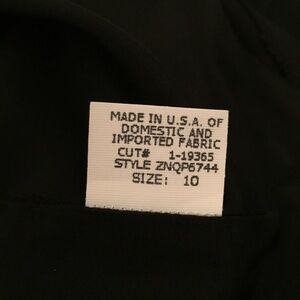 MADE IN U.S.A. OF
DOMESTIC AND
IMPORTED FABRIC
CUT# 1-19365
STYLE ZNQP6744
SIZE: 10